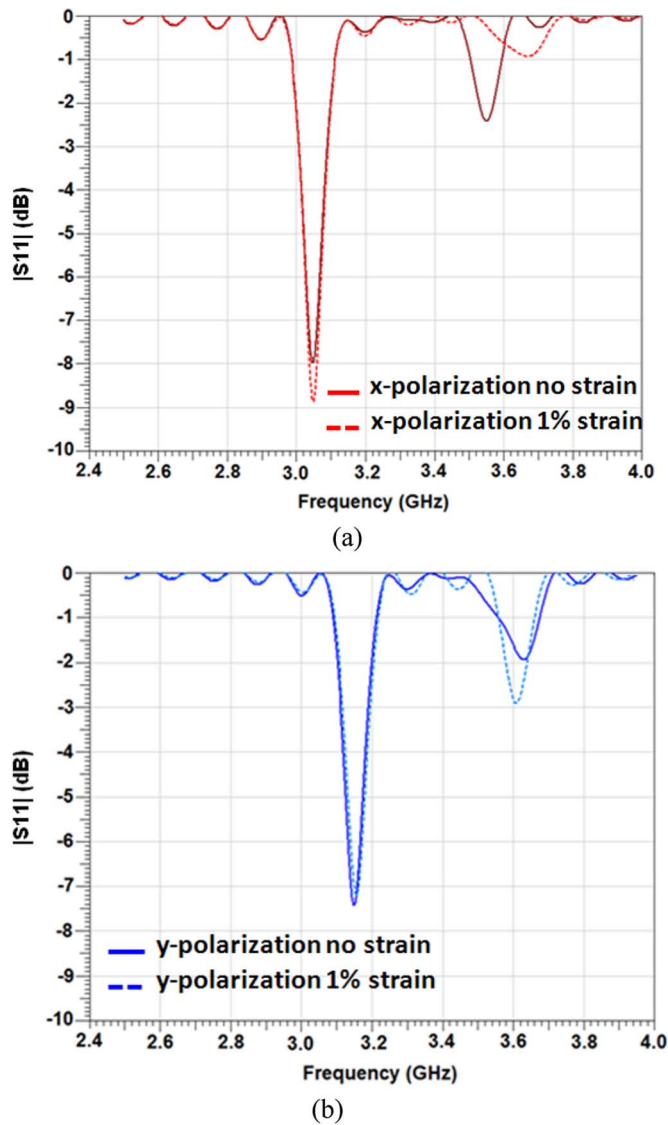 0
-1
-2
-3
-4
-5
-6
-7
-8
-9
-10
|S11| (dB)
x-polarization no strain
x-polarization 1% strain
2.4 2.6 2.8 3.0 3.2 3.4 3.6 3.8 4.0
Frequency (GHz)
(a)
0
-1
-2
-3
-4
-5
-6
-7
-8
-9
-10
|S11| (dB)
y-polarization no strain
y-polarization 1% strain
2.4 2.6 2.8 3.0 3.2 3.4 3.6 3.8 4.0
Frequency (GHz)
(b)